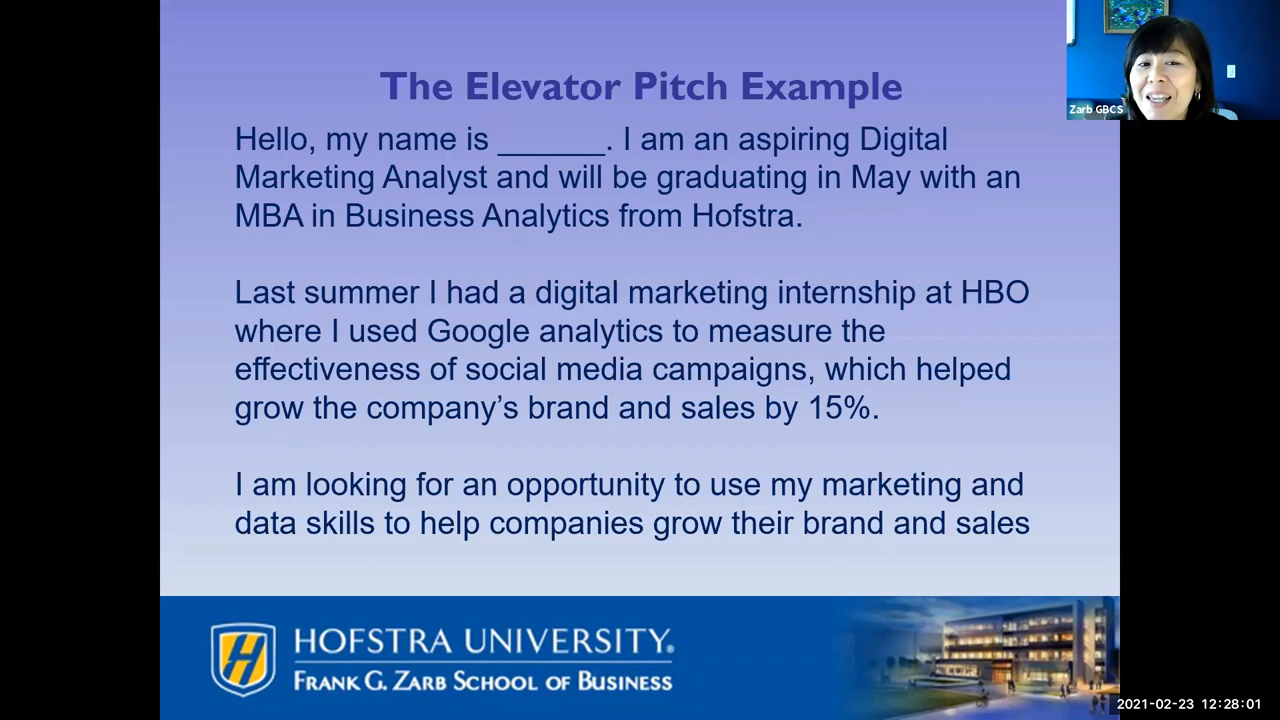 The Elevator Pitch Example
Hello, my name is ______. I am an aspiring Digital
Marketing Analyst and will be graduating in May with an
MBA in Business Analytics from Hofstra.
Last summer I had a digital marketing internship at HBO
where I used Google analytics to measure the
effectiveness of social media campaigns, which helped
grow the company’s brand and sales by 15%.
I am looking for an opportunity to use my marketing and
data skills to help companies grow their brand and sales
Zarb GBCS
H
HOFSTRA UNIVERSITY®
FRANK G. ZARB SCHOOL OF BUSINESS
2021-02-23 12:28:01